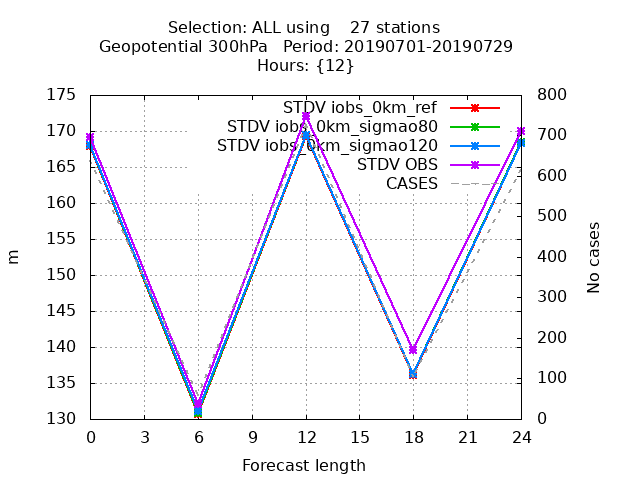 Selection: ALL using    27 stations
Geopotential 300hPa   Period: 20190701-20190729
Hours: {12}
STDV iobs_0km_ref
STDV iobs_0km_sigmao80
STDV iobs_0km_sigmao120
STDV OBS
CASES
175
170
165
160
155
150
145
140
135
130
m
800
700
600
500
400
300
200
100
0
No cases
0 3 6 9 12 15 18 21 24
Forecast length